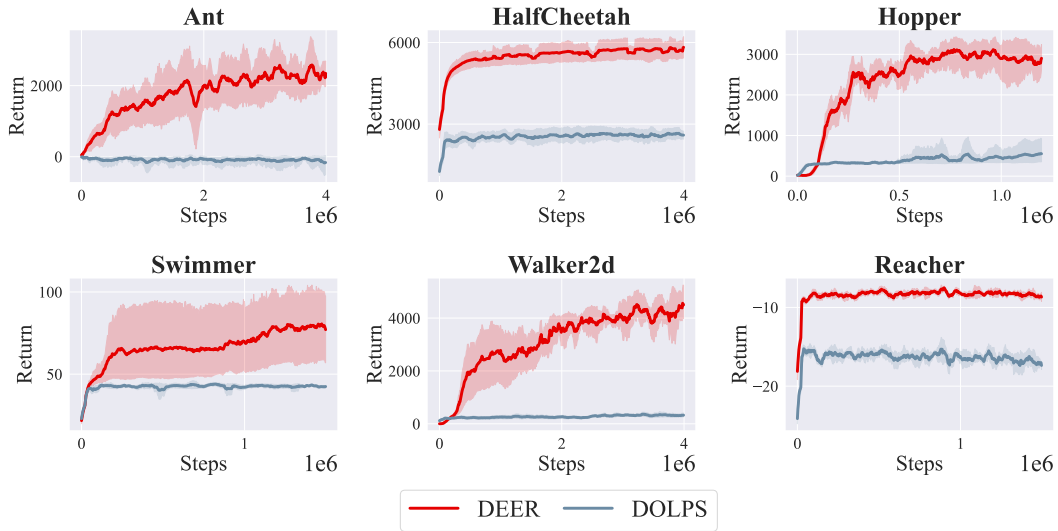 Ant
Return
2000
0
0
2
4
Steps
1e6
HalfCheetah
Return
6000
3000
0
2
4
Steps
1e6
Hopper
Return
3000
2000
1000
0
0.0
0.5
1.0
Steps
1e6
Swimmer
Return
100
50
0
1
Steps
1e6
Walker2d
Return
4000
2000
0
0
2
4
Steps
1e6
Reacher
Return
−10
−20
0
1
Steps
1e6
DEER
DOLPS